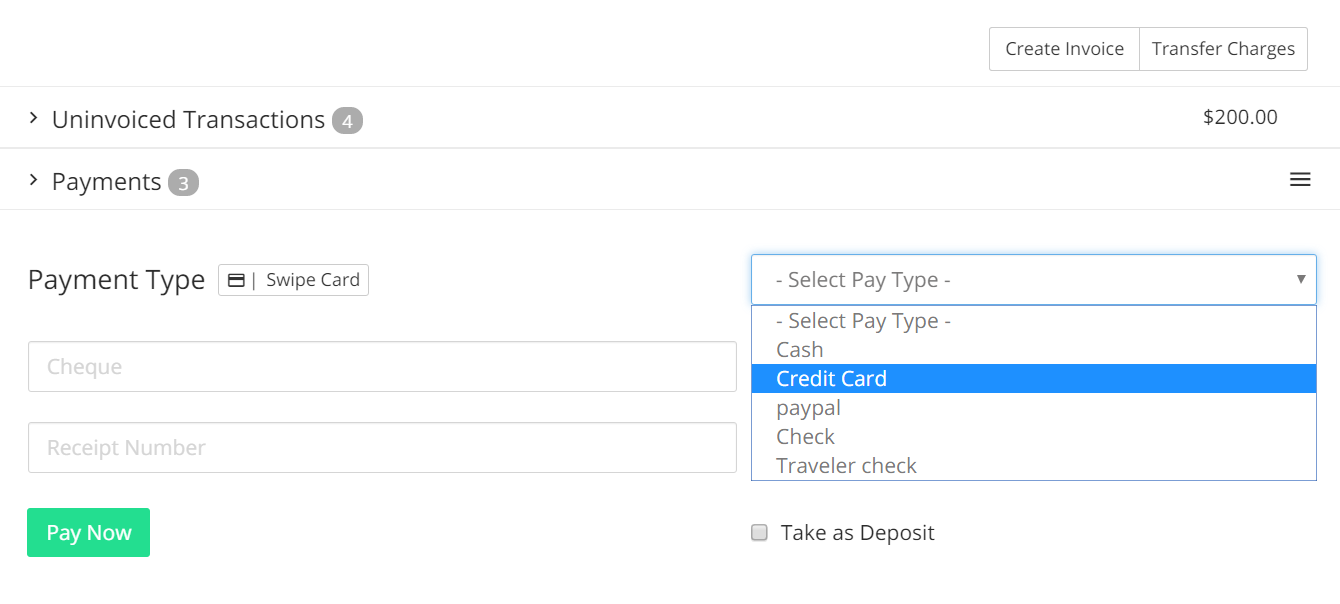 Create Invoice Transfer Charges
Uninvoiced Transactions 4 $200.00
Payments 3
Payment Type | Swipe Card - Select Pay Type -
- Select Pay Type -
Cash
Cheque
Credit Card
paypal
Check
Receipt Number
Traveler check
Pay Now Take as Deposit